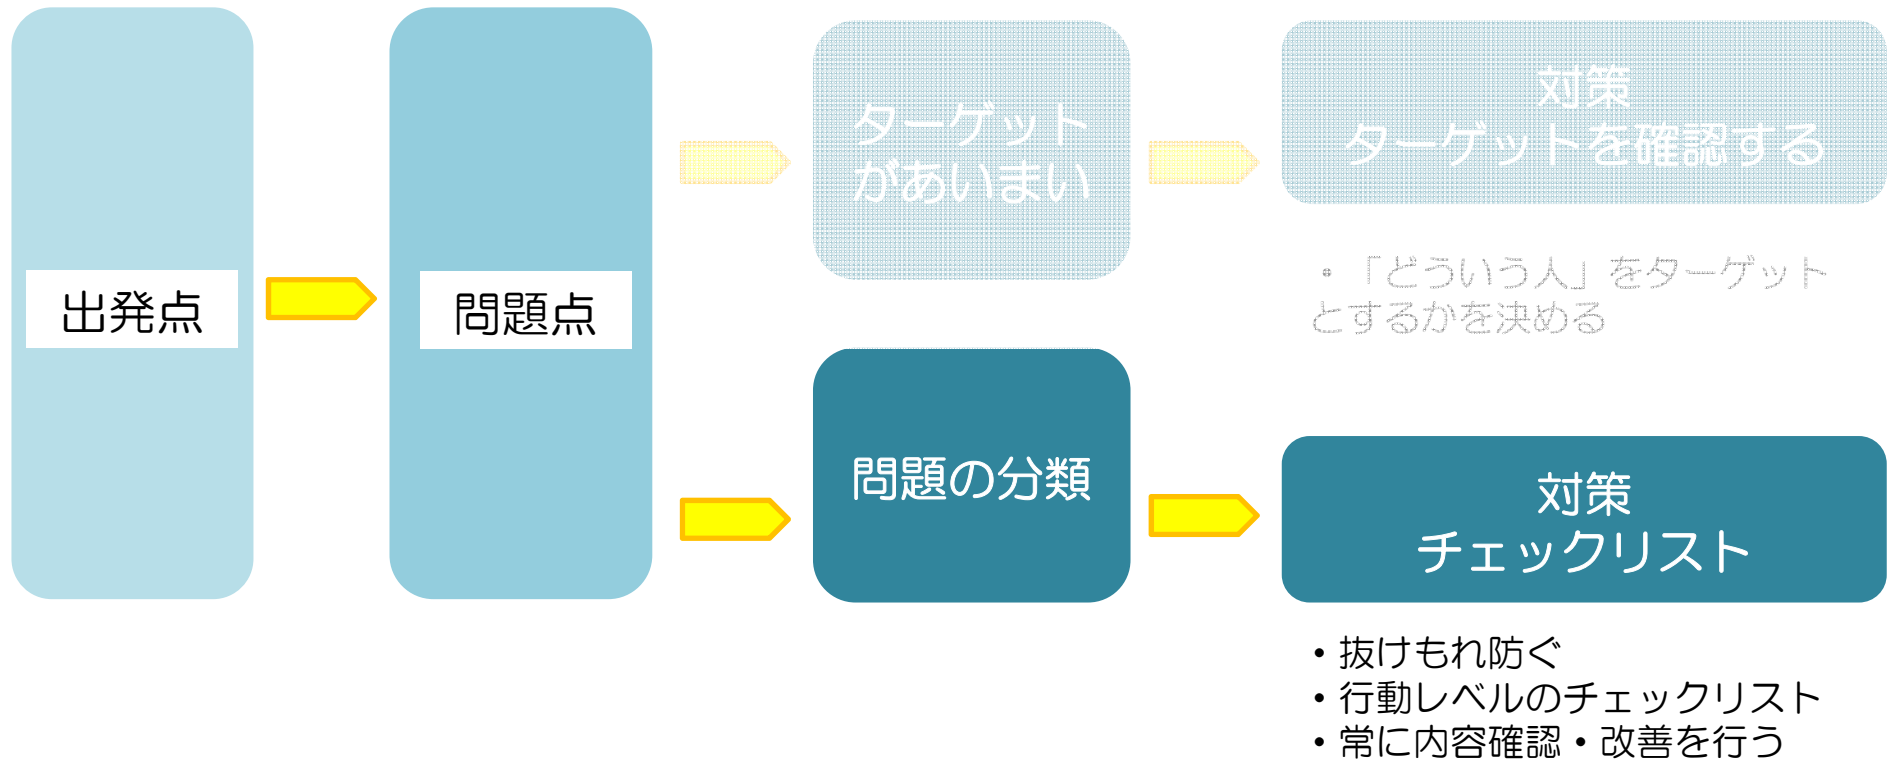 出発点
問題点
ターゲット
があいまい
対策
ターゲットを確認する
・「どういう人」をターゲット
とするかを決める
問題の分類
対策
チェックリスト
・抜けもれ防ぐ
・行動レベルのチェックリスト
・常に内容確認・改善を行う